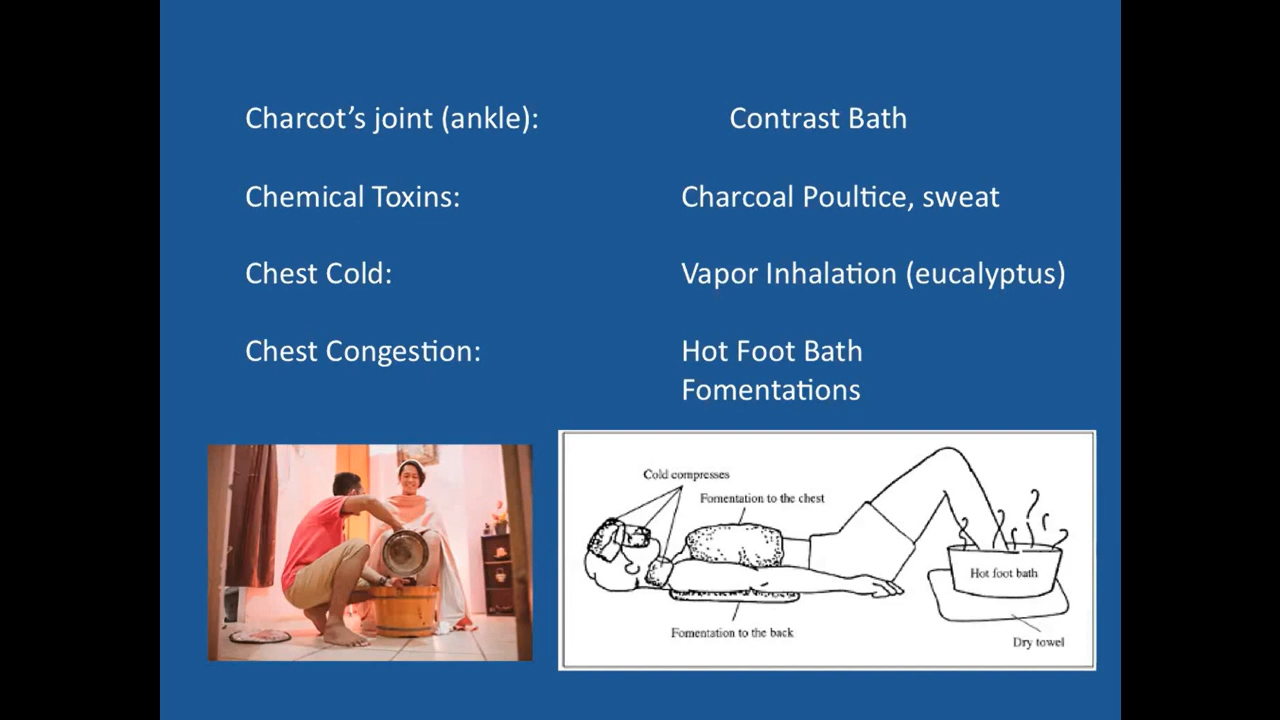 Charcot’s joint (ankle): Contrast Bath
Chemical Toxins: Charcoal Poultice, sweat
Chest Cold: Vapor Inhalation (eucalyptus)
Chest Congestion: Hot Foot Bath
Fomentations
Cold compresses
Fomentation to the chest
Hot foot bath
Fomentation to the back
Dry towel